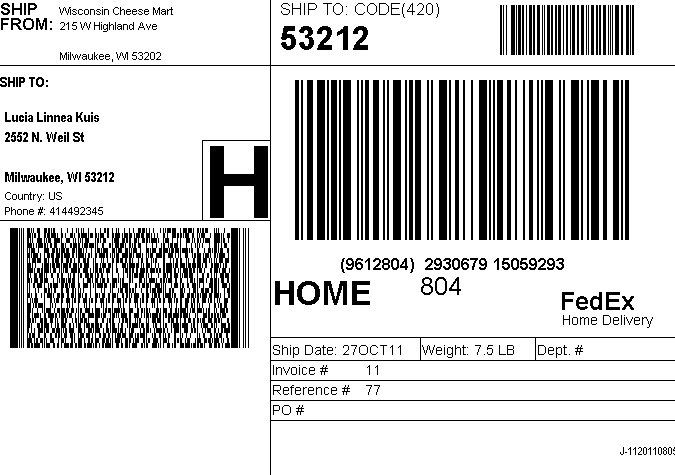 SHIP
FROM:
Wisconsin Cheese Mart
215 W Highland Ave
Milwaukee, WI 53202
SHIP TO: CODE(420)
53212
SHIP TO:
Lucia Linnea Kuis
2552 N. Weil St
Milwaukee, WI 53212
Country: US
Phone #: 414492345
H
(9612804) 2930679 15059293
HOME
804
FedEx
Home Delivery
Ship Date: 27OCT11 Weight: 7.5 LB Dept. #
Invoice # 11
Reference # 77
PO #
J-1120110805